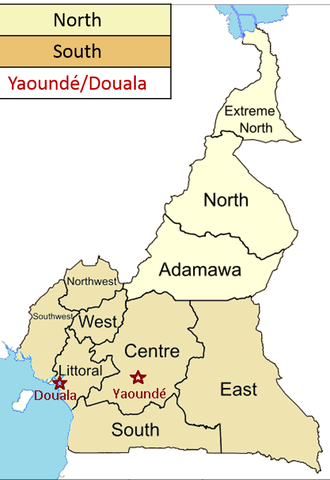 North
South
Yaoundé/Douala
Extreme
North
North
Adamawa
Northwest
Southwest
West
Littoral
Centre
East
Douala
Yaoundé
South